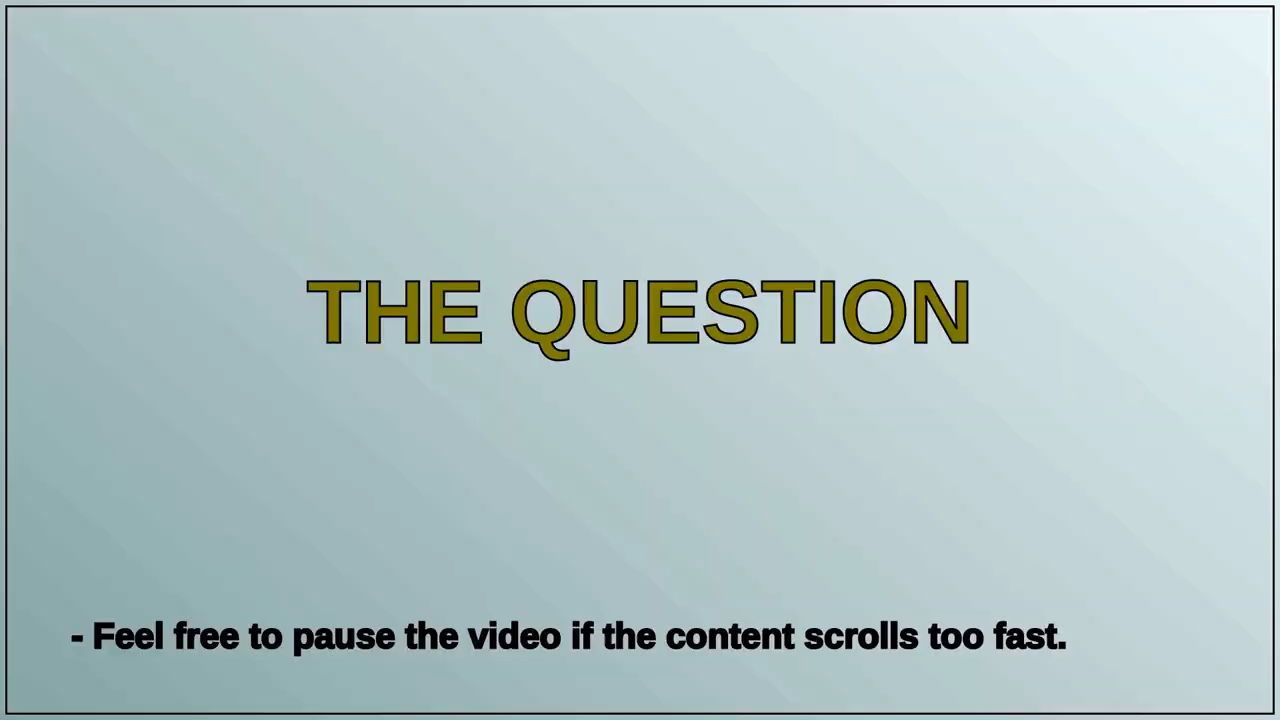 THE QUESTION
- Feel free to pause the video if the content scrolls too fast.